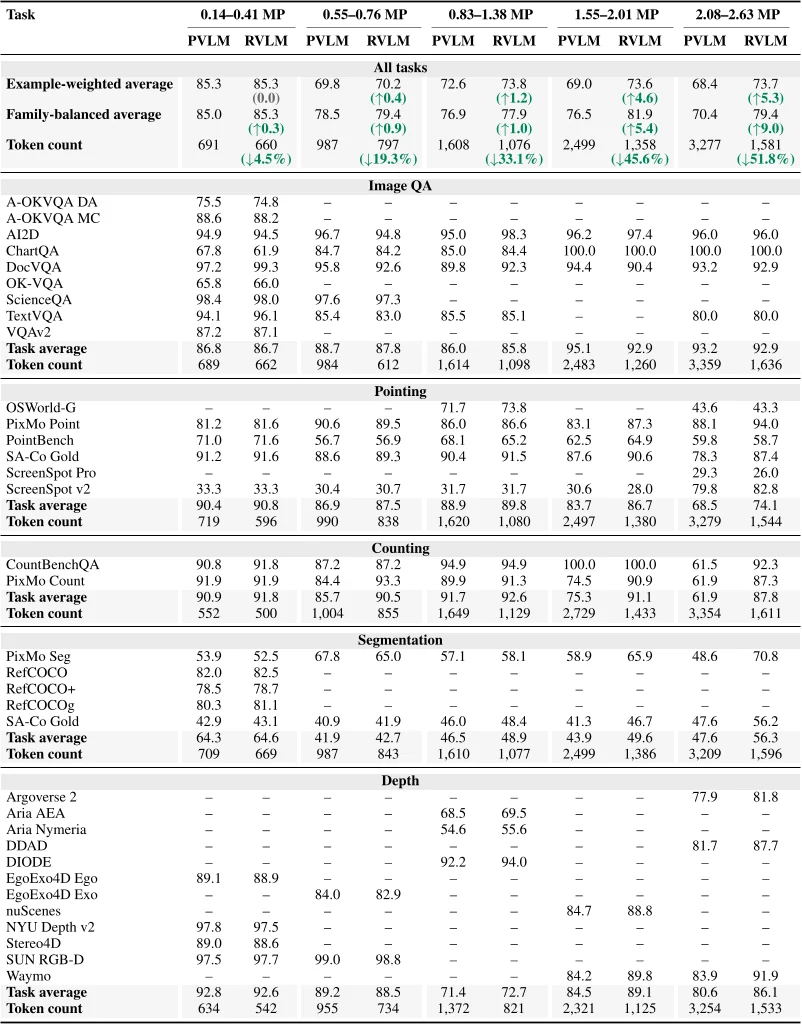 Task 0.14–0.41 MP 0.55–0.76 MP 0.83–1.38 MP 1.55–2.01 MP 2.08–2.63 MP
PVLM RVLM PVLM RVLM PVLM RVLM PVLM RVLM PVLM RVLM
All tasks
Example-weighted average 85.3 85.3 69.8 70.2 72.6 73.8 69.0 73.6 68.4 73.7
(0.0) (↑0.4) (↑1.2) (↑4.6) (↑5.3)
Family-balanced average 85.0 85.3 78.5 79.4 76.9 77.9 76.5 81.9 70.4 79.4
(↑0.3) (↑0.9) (↑1.0) (↑5.4) (↑9.0)
Token count 691 660 987 797 1,608 1,076 2,499 1,358 3,277 1,581
(↓4.5%) (↓19.3%) (↓33.1%) (↓45.6%) (↓51.8%)
Image QA
A-OKVQA DA 75.5 74.8 – – – – – – – –
A-OKVQA MC 88.6 88.2 – – – – – – – –
AI2D 94.9 94.5 96.7 94.8 95.0 98.3 96.2 97.4 96.0 96.0
ChartQA 67.8 61.9 84.7 84.2 85.0 84.4 100.0 100.0 100.0 100.0
DocVQA 97.2 99.3 95.8 92.6 89.8 92.3 94.4 90.4 93.2 92.9
OK-VQA 65.8 66.0 – – – – – – – –
ScienceQA 98.4 98.0 97.6 97.3 – – – – – –
TextVQA 94.1 96.1 85.4 83.0 85.5 85.1 – – 80.0 80.0
VQAv2 87.2 87.1 – – – – – – – –
Task average 86.8 86.7 88.7 87.8 86.0 85.8 95.1 92.9 93.2 92.9
Token count 689 662 984 612 1,614 1,098 2,483 1,260 3,359 1,636
Pointing
OSWorld-G – – – – 71.7 73.8 – – 43.6 43.3
PixMo Point 81.2 81.6 90.6 89.5 86.0 86.6 83.1 87.3 88.1 94.0
PointBench 71.0 71.6 56.7 56.9 68.1 65.2 62.5 64.9 59.8 58.7
SA-Co Gold 91.2 91.6 88.6 89.3 90.4 91.5 87.6 90.6 78.3 87.4
ScreenSpot Pro – – – – – – – – 29.3 26.0
ScreenSpot v2 33.3 33.3 30.4 30.7 31.7 31.7 30.6 28.0 79.8 82.8
Task average 90.4 90.8 86.9 87.5 88.9 89.8 83.7 86.7 68.5 74.1
Token count 719 596 990 838 1,620 1,080 2,497 1,380 3,279 1,544
Counting
CountBenchQA 90.8 91.8 87.2 87.2 94.9 94.9 100.0 100.0 61.5 92.3
PixMo Count 91.9 91.9 84.4 93.3 89.9 91.3 74.5 90.9 61.9 87.3
Task average 90.9 91.8 85.7 90.5 91.7 92.6 75.3 91.1 61.9 87.8
Token count 552 500 1,004 855 1,649 1,129 2,729 1,433 3,354 1,611
Segmentation
PixMo Seg 53.9 52.5 67.8 65.0 57.1 58.1 58.9 65.9 48.6 70.8
RefCOCO 82.0 82.5 – – – – – – – –
RefCOCO+ 78.5 78.7 – – – – – – – –
RefCOCOg 80.3 81.1 – – – – – – – –
SA-Co Gold 42.9 43.1 40.9 41.9 46.0 48.4 41.3 46.7 47.6 56.2
Task average 64.3 64.6 41.9 42.7 46.5 48.9 43.9 49.6 47.6 56.3
Token count 709 669 987 843 1,610 1,077 2,499 1,386 3,209 1,596
Depth
Argoverse 2 – – – – – – – – 77.9 81.8
Aria AEA – – – – 68.5 69.5 – – – –
Aria Nymeria – – – – 54.6 55.6 – – – –
DDAD – – – – – – – – 81.7 87.7
DIODE – – – – 92.2 94.0 – – – –
EgoExo4D Ego 89.1 88.9 – – – – – – – –
EgoExo4D Exo – – 84.0 82.9 – – – – – –
nuScenes – – – – – – 84.7 88.8 – –
NYU Depth v2 97.8 97.5 – – – – – – – –
Stereo4D 89.0 88.6 – – – – – – – –
SUN RGB-D 97.5 97.7 99.0 98.8 – – – – – –
Waymo – – – – – – 84.2 89.8 83.9 91.9
Task average 92.8 92.6 89.2 88.5 71.4 72.7 84.5 89.1 80.6 86.1
Token count 634 542 955 734 1,372 821 2,321 1,125 3,254 1,533